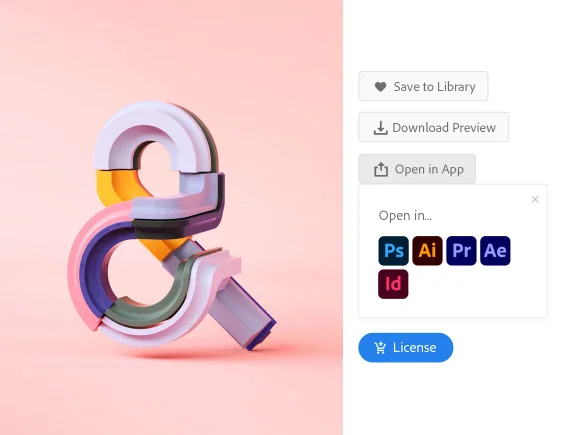 &
Save to Library
Download Preview
Open in App
Open in...
Ps Ai Pr Ae
Id
License